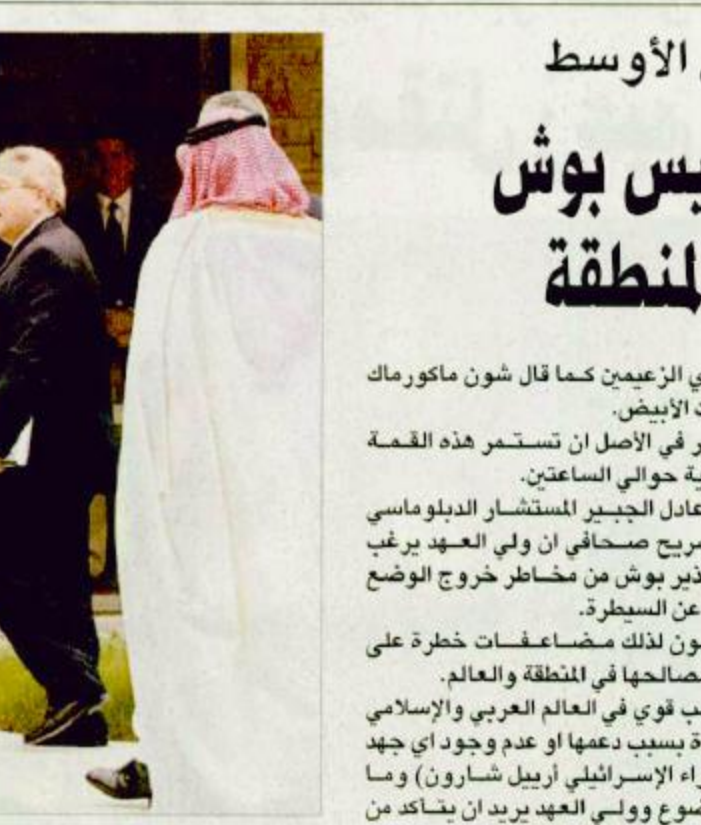 الأوسط
يس بوش
لمنطقة
ي الزعيمين كما قال شون ماكورماك
ت الأبيض.
ر في الأصل ان تستمر هذه القمة
ية حوالي الساعتين.
عادل الجبير المستشار الدبلوماسي
ريح صحافي ان ولي العهد يرغب
ذير بوش من مخاطر خروج الوضع
عن السيطرة.
ون لذلك مضاعفات خطرة على
صالحها في المنطقة والعالم.
ب قوي في العالم العربي والإسلامي
ة بسبب دعمها او عدم وجود اي جهد
راء الإسرائيلي أرييل شارون) وما
ضوع وولي العهد يريد ان يتأكد من